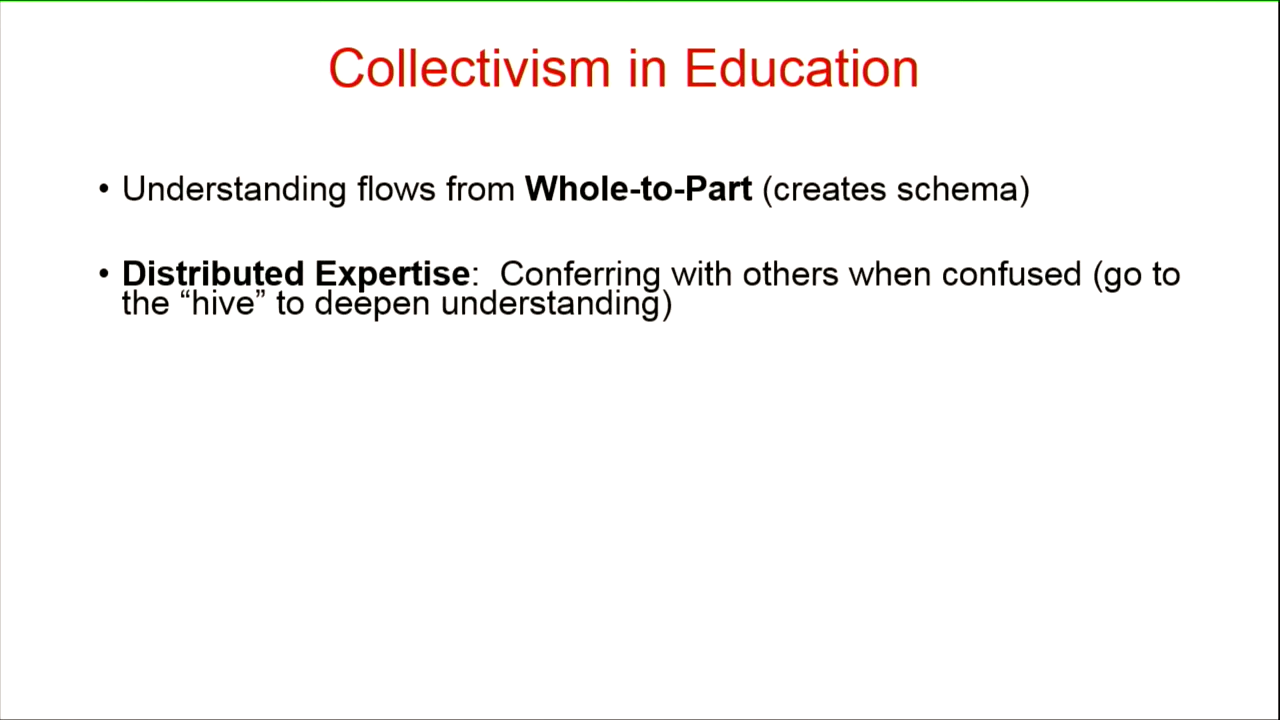 Collectivism in Education
• Understanding flows from Whole-to-Part (creates schema)
• Distributed Expertise:  Conferring with others when confused (go to
the “hive” to deepen understanding)